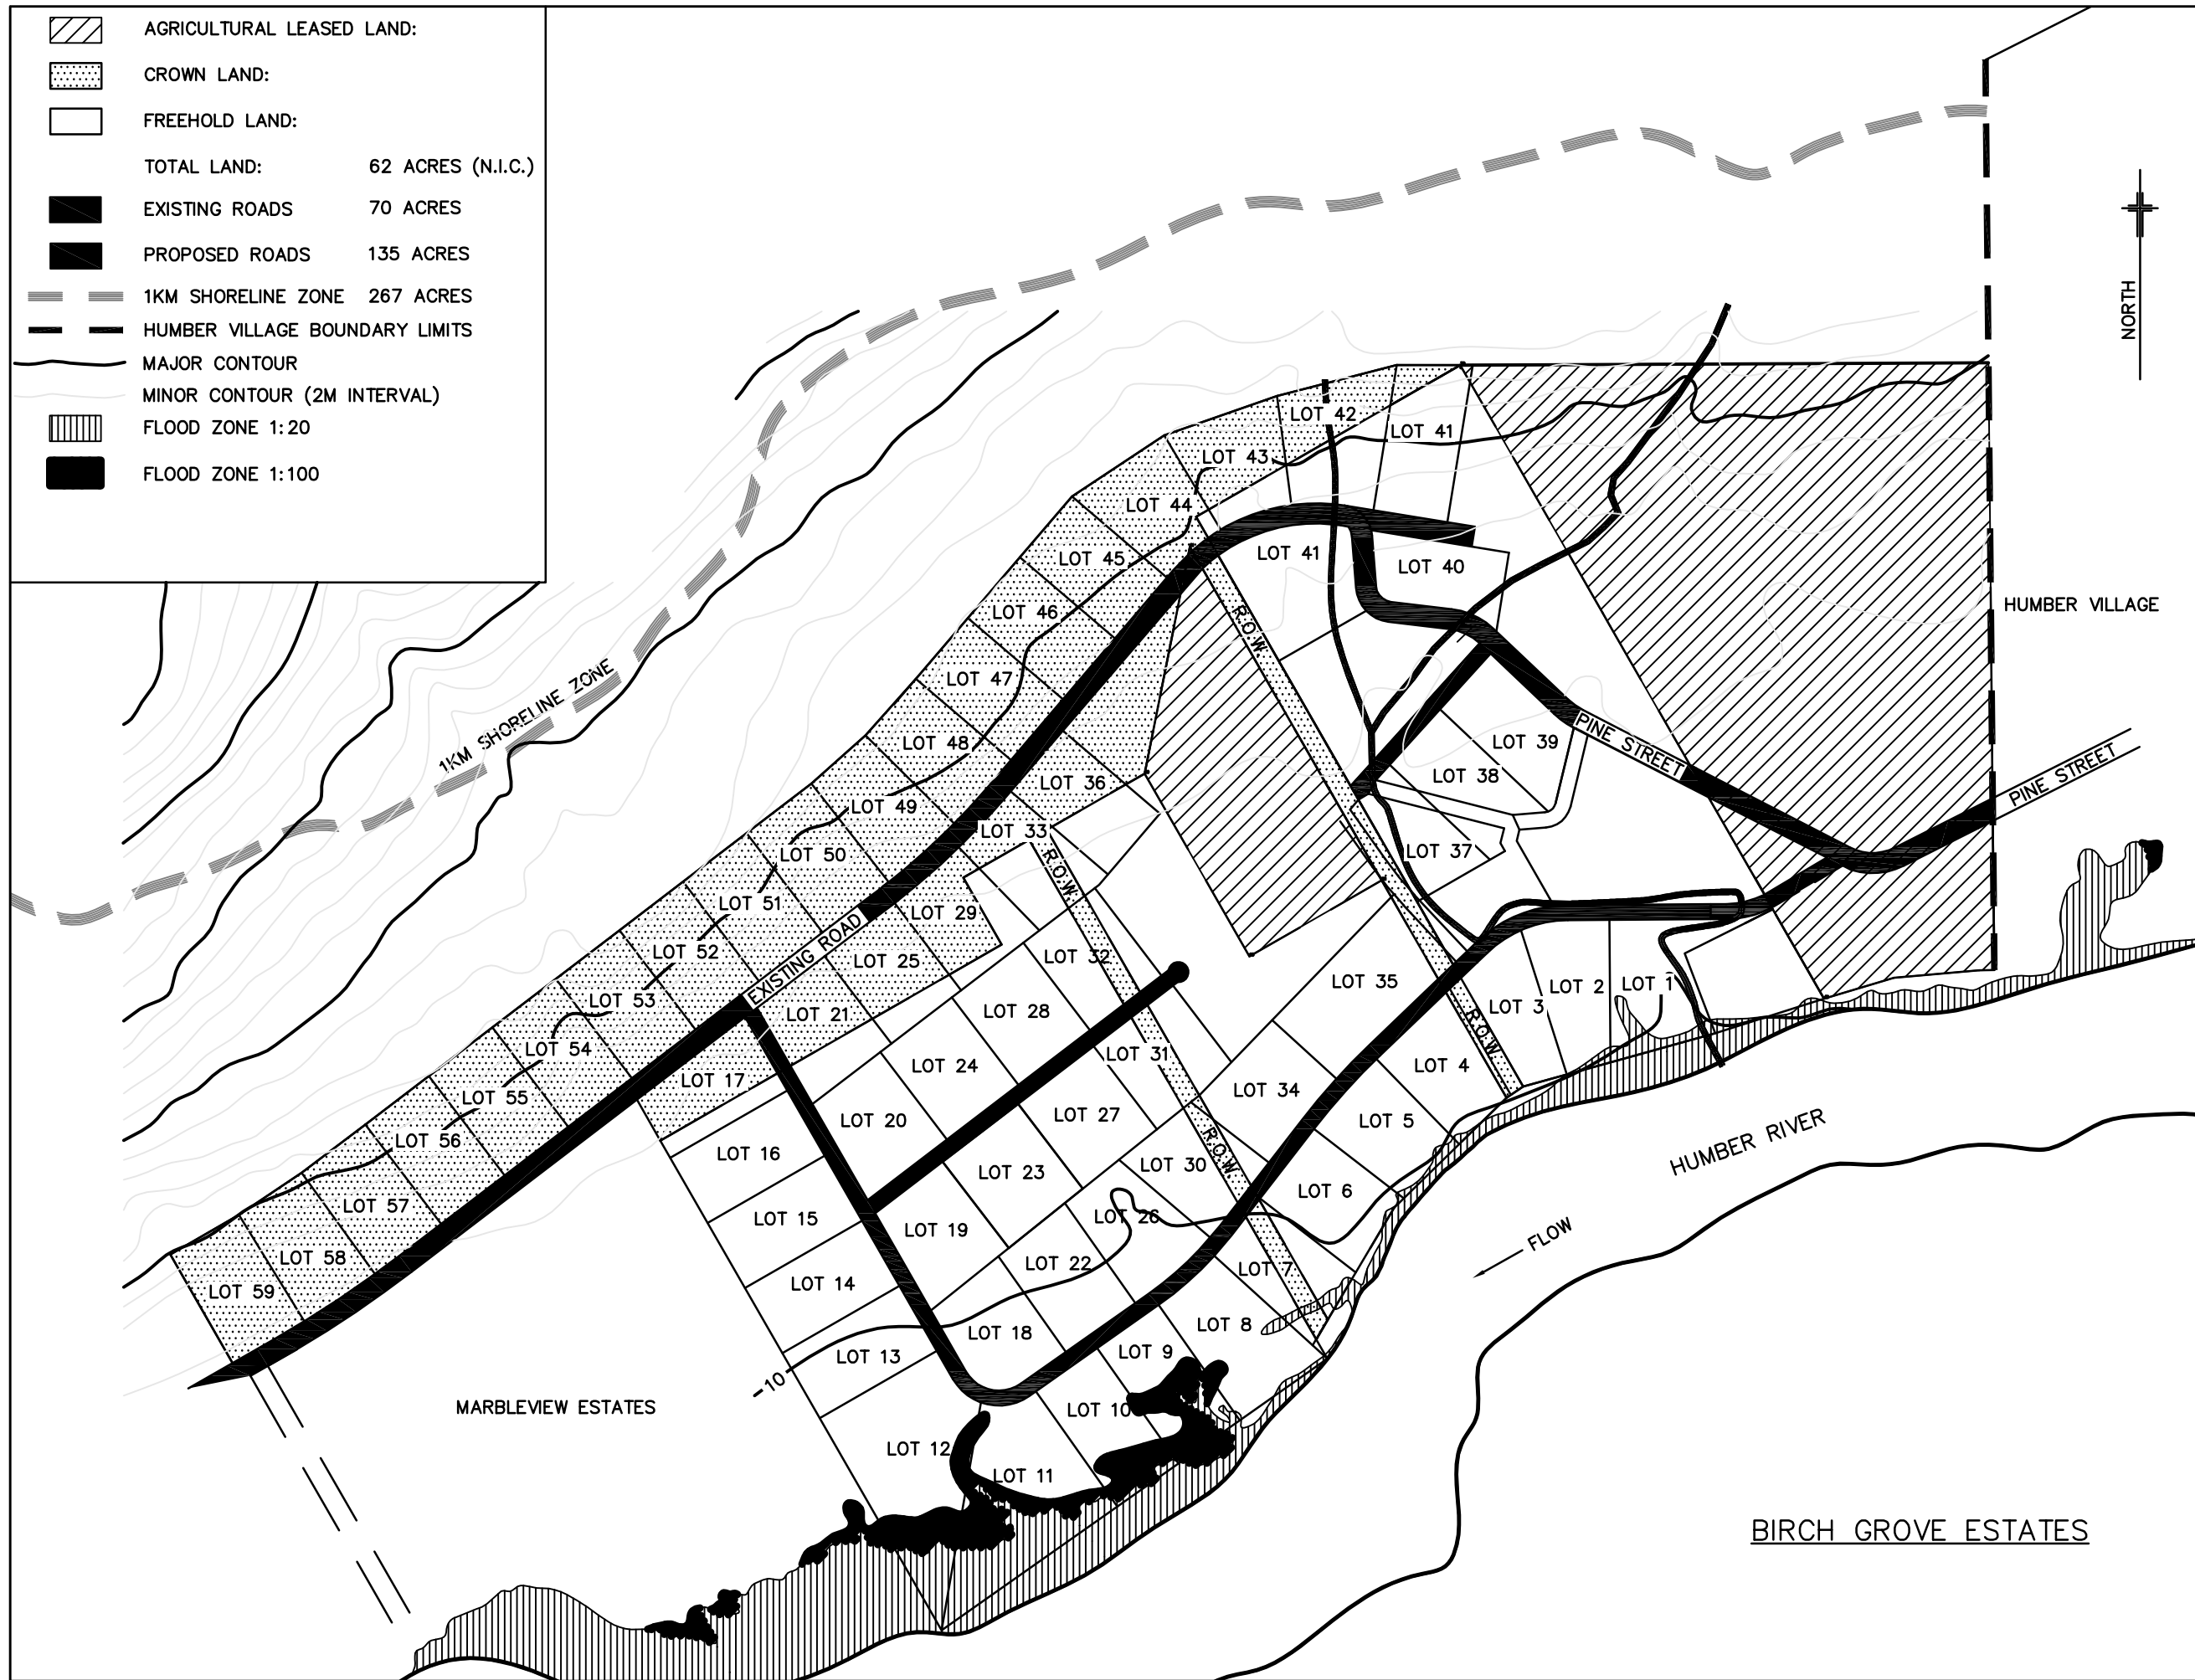 AGRICULTURAL LEASED LAND:
CROWN LAND:
FREEHOLD LAND:
TOTAL LAND: 62 ACRES (N.I.C.)
EXISTING ROADS 70 ACRES
PROPOSED ROADS 135 ACRES
1KM SHORELINE ZONE 267 ACRES
HUMBER VILLAGE BOUNDARY LIMITS
MAJOR CONTOUR
MINOR CONTOUR (2M INTERVAL)
FLOOD ZONE 1:20
FLOOD ZONE 1:100
NORTH
LOT 42
LOT 41
LOT 43
LOT 44
LOT 45
LOT 41
LOT 40
LOT 46
R.O.W.
HUMBER VILLAGE
1KM SHORELINE ZONE
LOT 47
LOT 48
LOT 39
PINE STREET
LOT 38
PINE STREET
LOT 36
LOT 49
LOT 33
R.O.W.
LOT 37
LOT 50
LOT 51
LOT 29
EXISTING ROAD
LOT 52
LOT 25
LOT 32
LOT 35
LOT 2
LOT 1
LOT 53
LOT 21
LOT 28
LOT 3
R.O.W.
LOT 54
LOT 31
LOT 24
LOT 4
LOT 17
LOT 34
LOT 55
LOT 27
LOT 20
LOT 5
LOT 56
LOT 16
HUMBER RIVER
R.O.W.
LOT 30
LOT 23
LOT 6
LOT 57
LOT 15
LOT 26
LOT 19
FLOW
LOT 58
LOT 22
LOT 7
LOT 14
LOT 59
LOT 8
LOT 18
LOT 9
LOT 13
-10
MARBLEVIEW ESTATES
LOT 10
LOT 12
LOT 11
BIRCH GROVE ESTATES